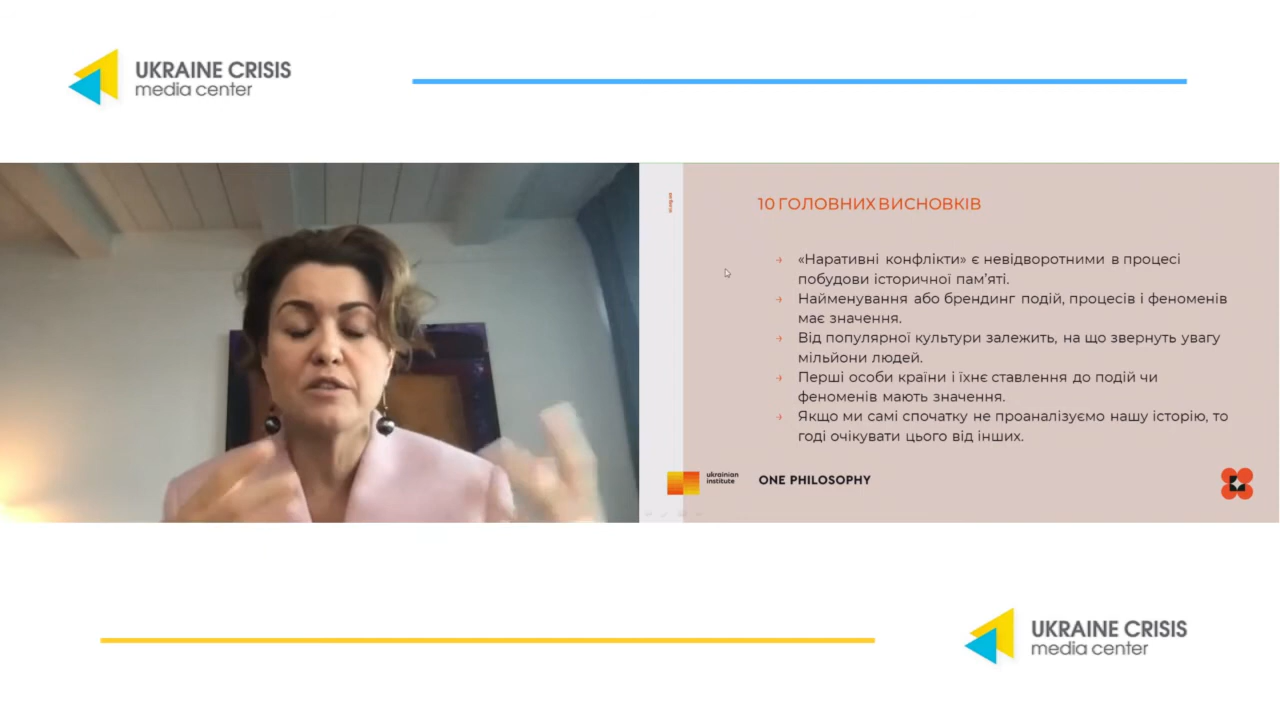 UKRAINE CRISIS
media center
10 ГОЛОВНИХ ВИСНОВКІВ
→ «Наративні конфлікти» є невідворотними в процесі
побудови історичної пам’яті.
→ Найменування або брендинг подій, процесів і феноменів
має значення.
→ Від популярної культури залежить, на що звернуть увагу
мільйони людей.
→ Перші особи країни і їхнє ставлення до подій чи
феноменів мають значення.
→ Якщо ми самі спочатку не проаналізуємо нашу історію, то
годі очікувати цього від інших.
ukrainian
institute
ONE PHILOSOPHY
UKRAINE CRISIS
media center